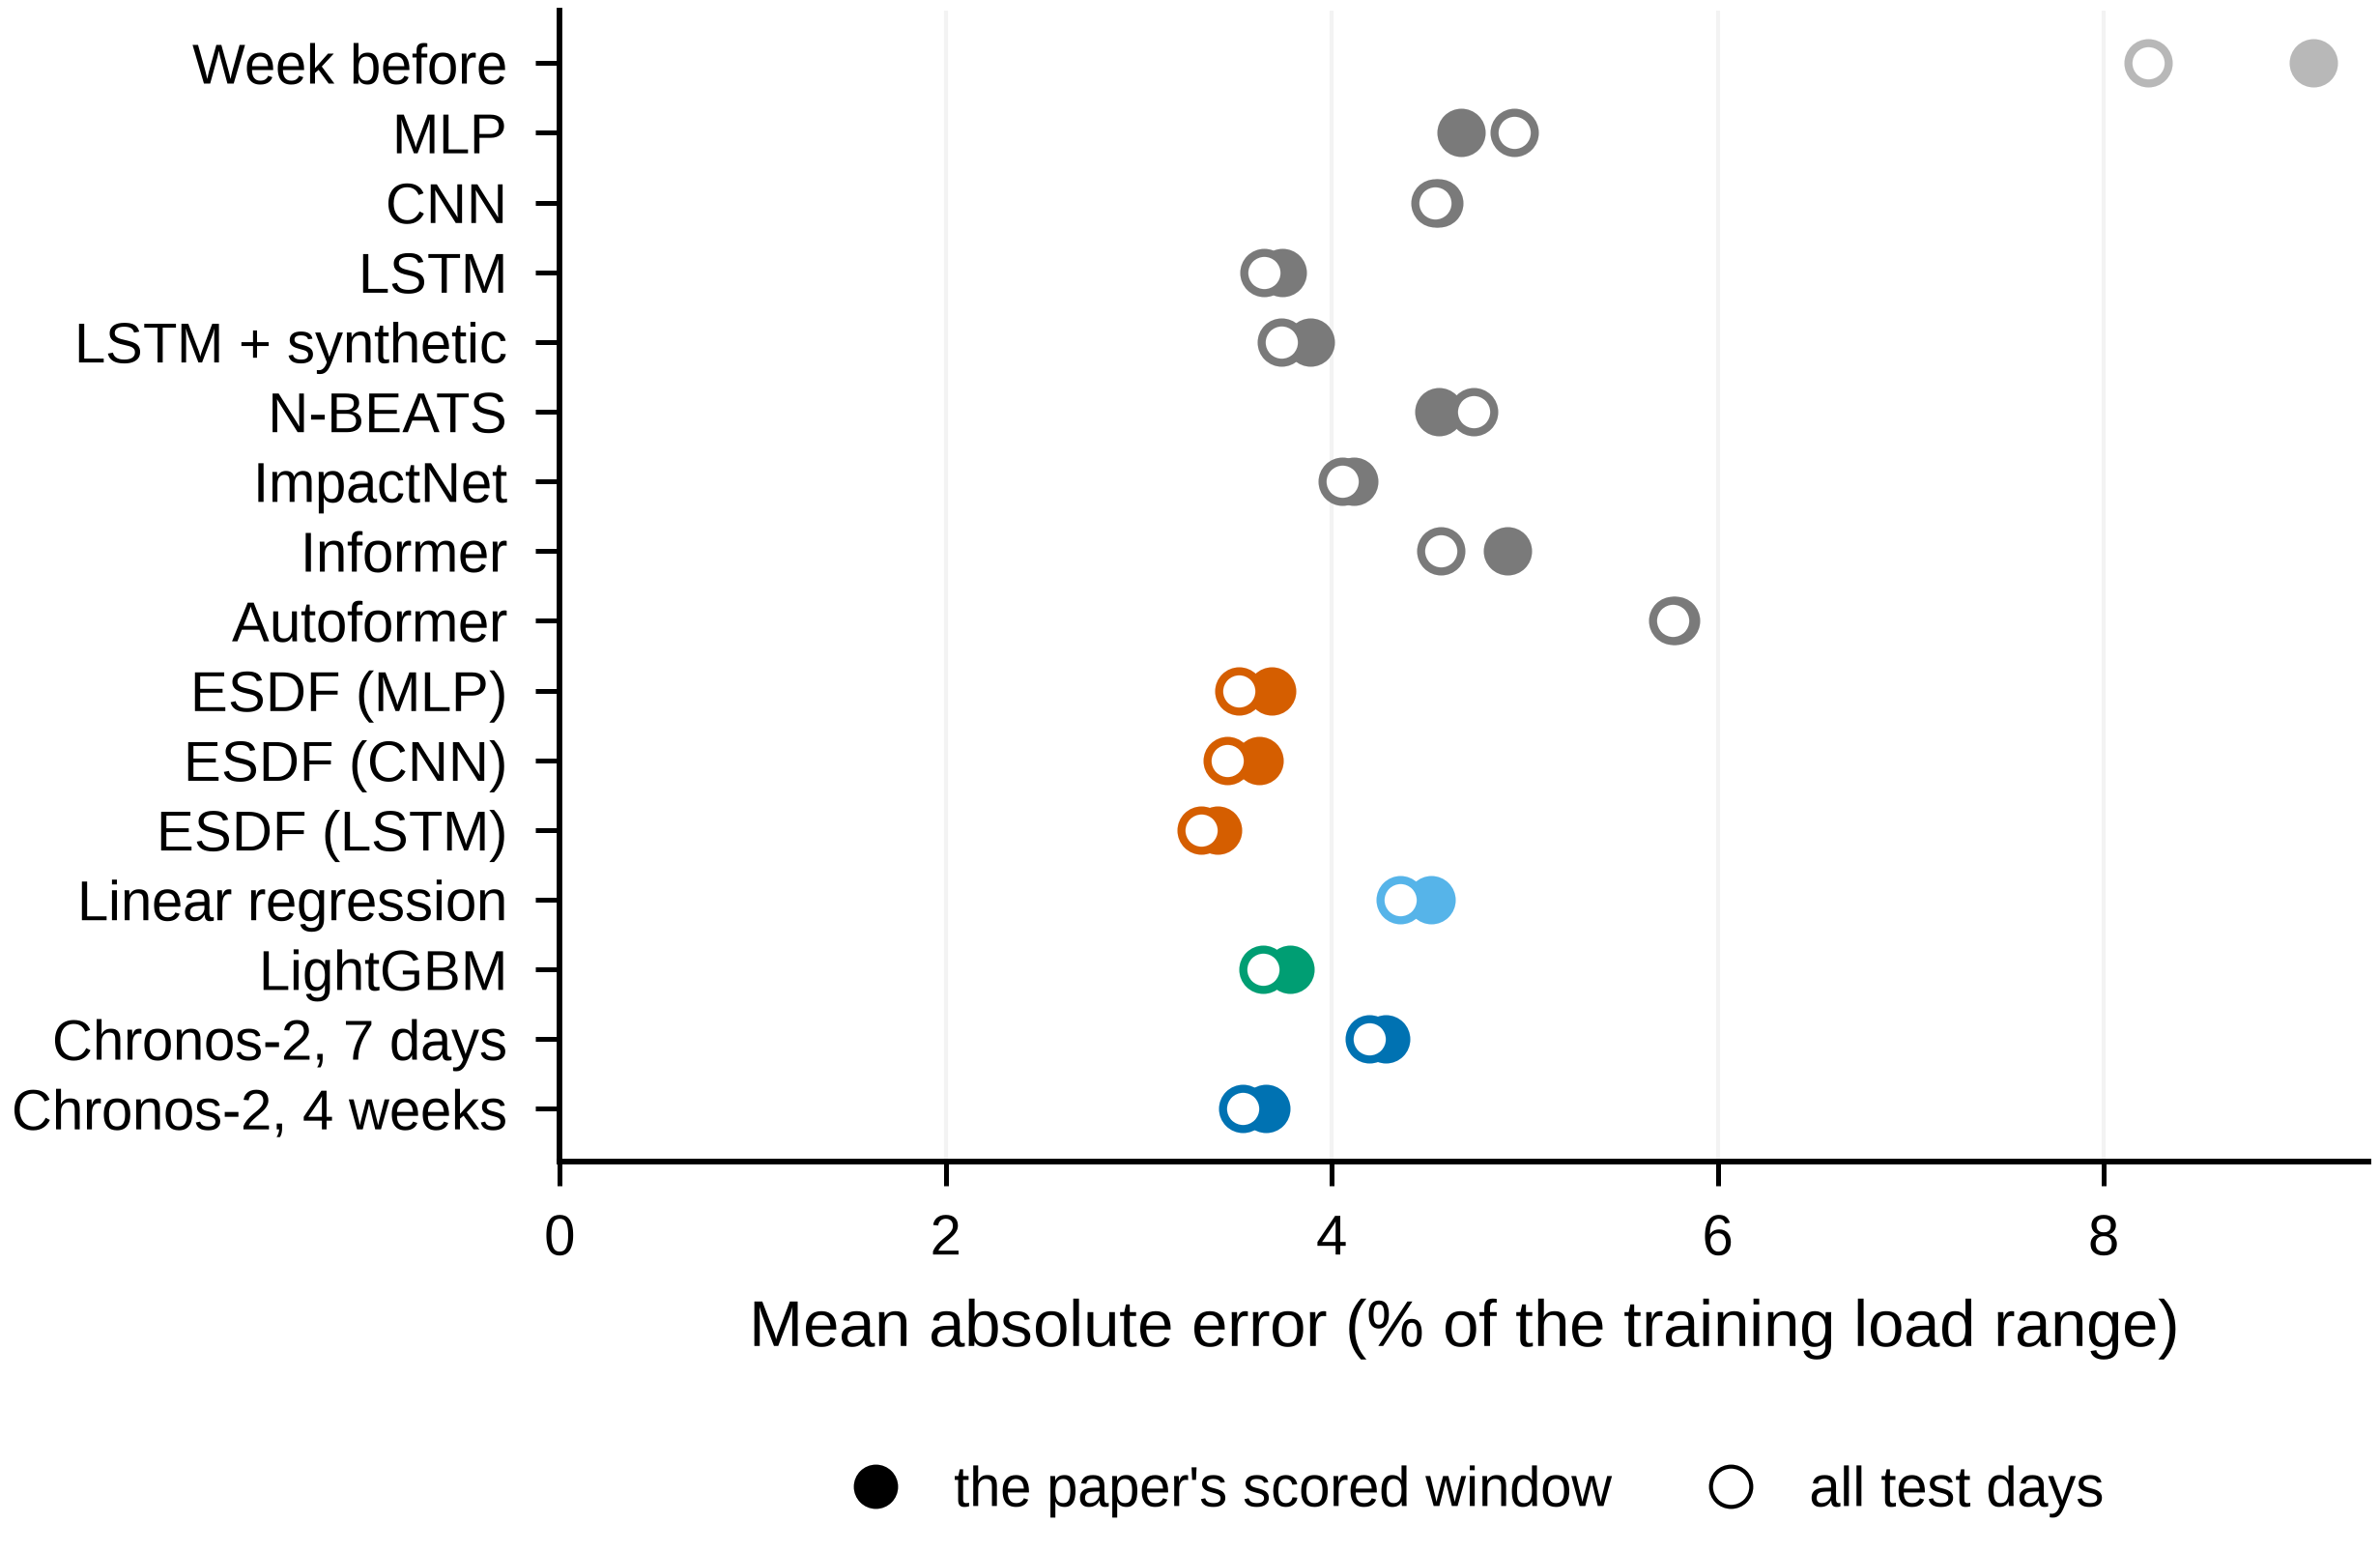 Week before
MLP
CNN
LSTM
LSTM + synthetic
N-BEATS
ImpactNet
Informer
Autoformer
ESDF (MLP)
ESDF (CNN)
ESDF (LSTM)
Linear regression
LightGBM
Chronos-2, 7 days
Chronos-2, 4 weeks
0 2 4 6 8
Mean absolute error (% of the training load range)
the paper's scored window all test days